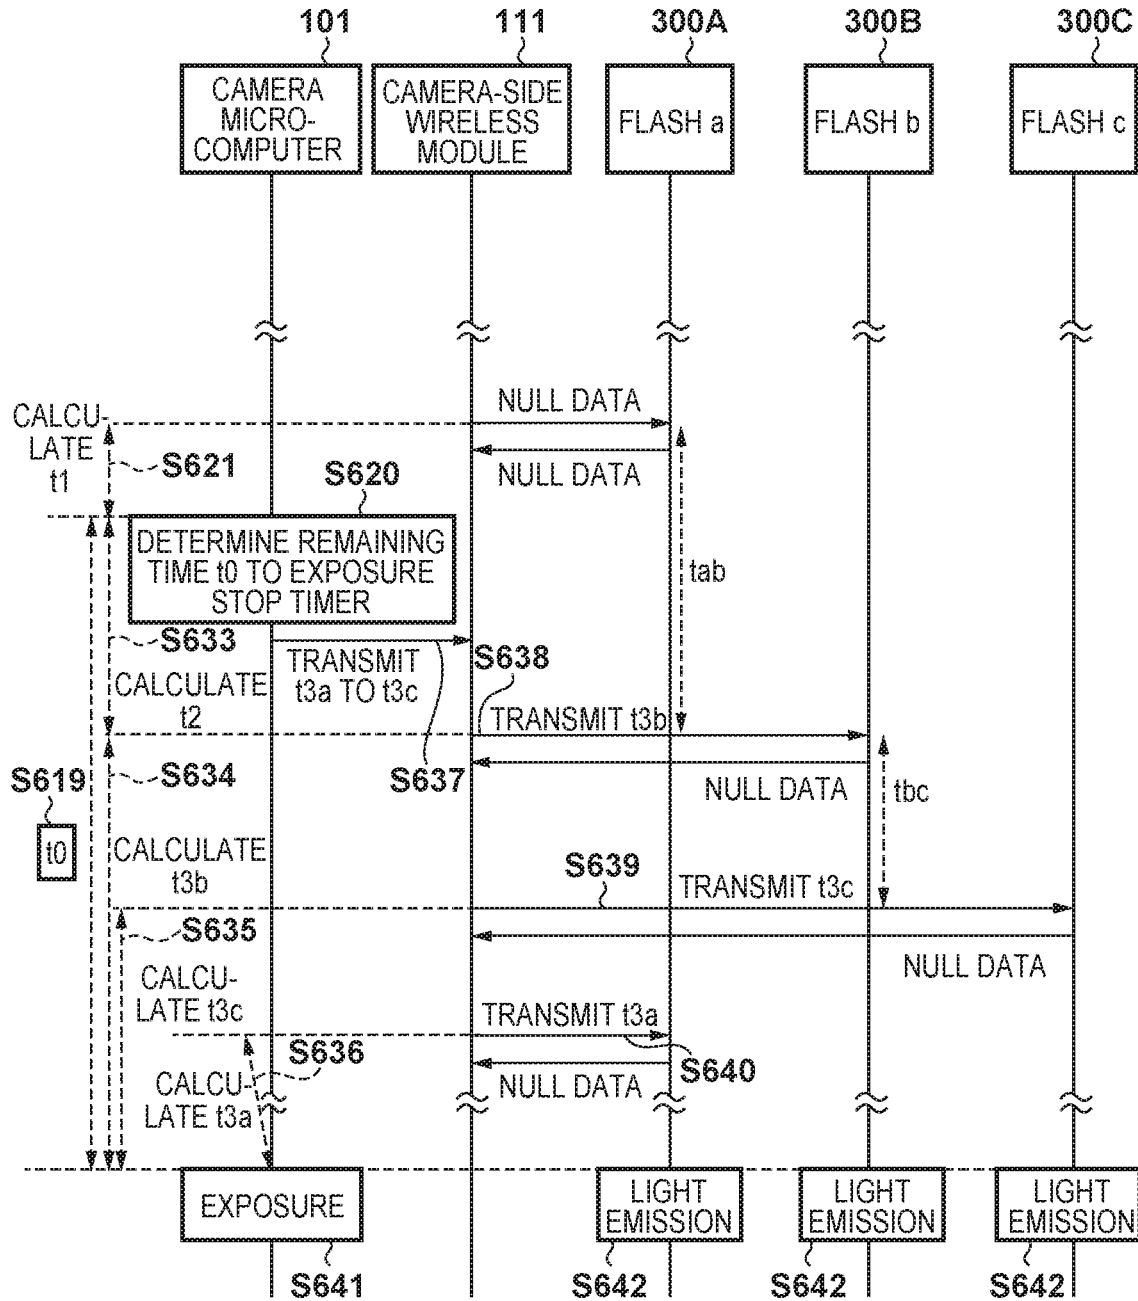 101
111
300A
300B
300C
CAMERA
MICRO-
COMPUTER
CAMERA-SIDE
WIRELESS
MODULE
FLASH a
FLASH b
FLASH c
NULL DATA
CALCU-
LATE
t1
S621
NULL DATA
S620
DETERMINE REMAINING
TIME t0 TO EXPOSURE
STOP TIMER
tab
S633
TRANSMIT
t3a TO t3c
S638
CALCULATE
t2
TRANSMIT t3b
S619
S634
S637
NULL DATA
tbc
t0
CALCULATE
t3b
S639
TRANSMIT t3c
S635
NULL DATA
CALCU-
LATE t3c
TRANSMIT t3a
S636
S640
CALCU-
LATE t3a
NULL DATA
EXPOSURE
LIGHT
EMISSION
LIGHT
EMISSION
LIGHT
EMISSION
S641
S642
S642
S642